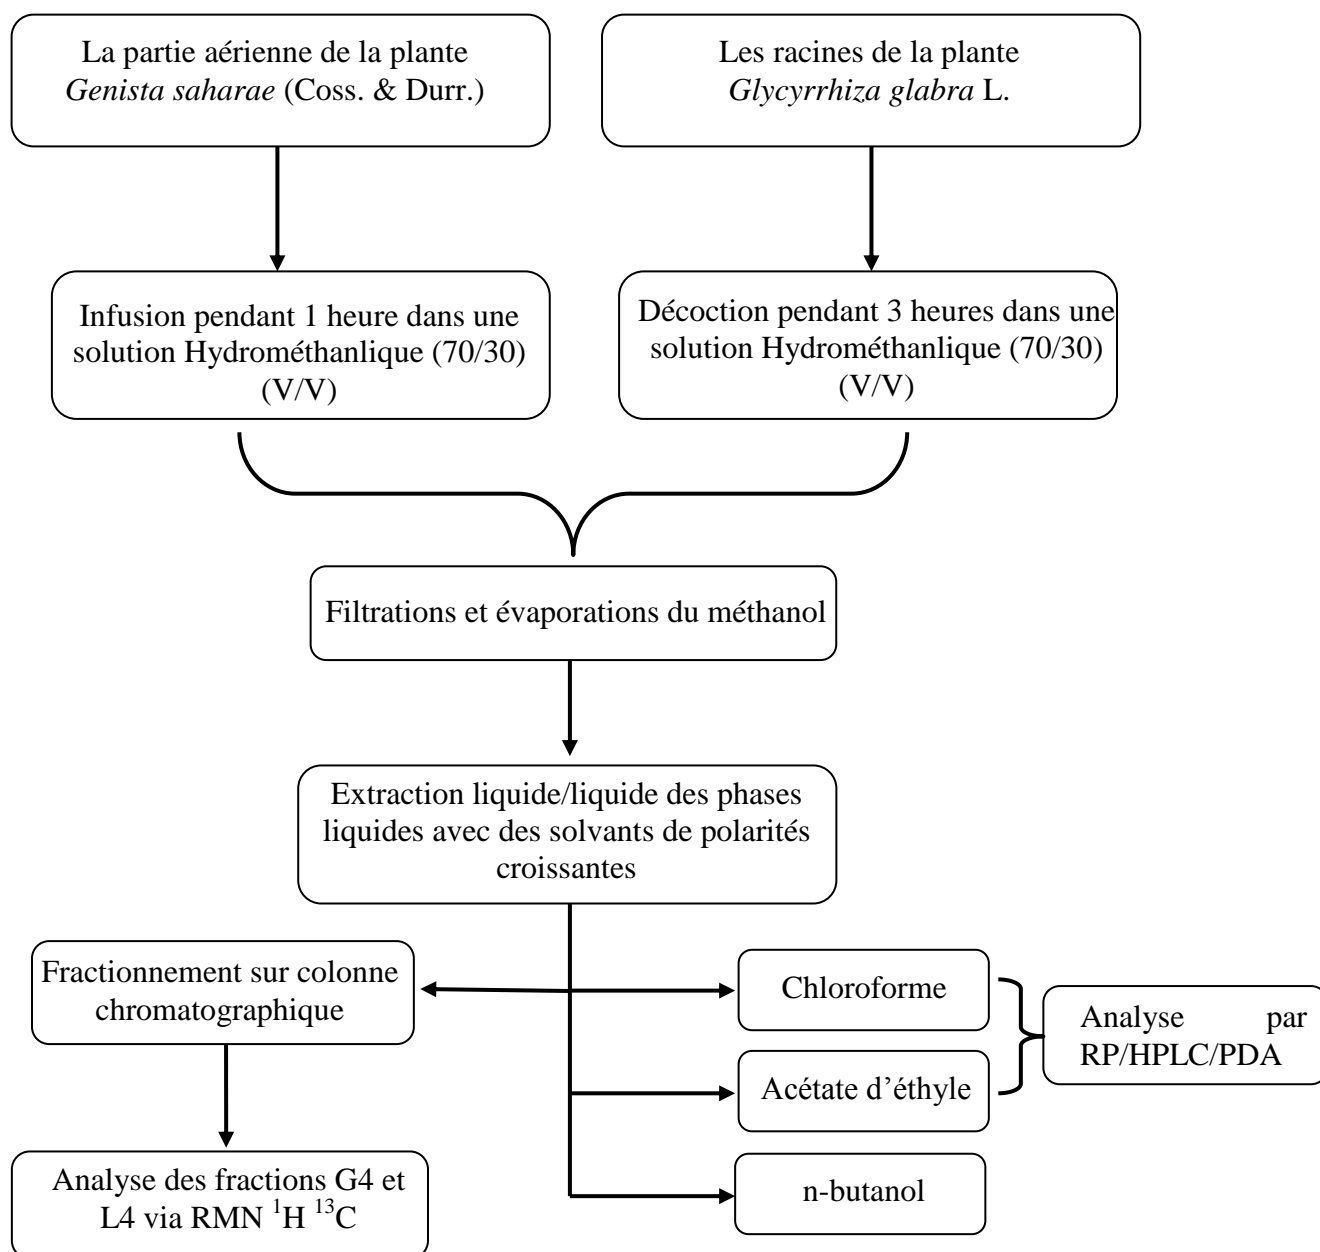 La partie aérienne de la plante
Genista saharae (Coss. & Durr.)
Les racines de la plante
Glycyrrhiza glabra L.
Infusion pendant 1 heure dans une
solution Hydrométhanlique (70/30)
(V/V)
Décoction pendant 3 heures dans une
solution Hydrométhanlique (70/30)
(V/V)
Filtrations et évaporations du méthanol
Extraction liquide/liquide des phases
liquides avec des solvants de polarités
croissantes
Fractionnement sur colonne
chromatographique
Chloroforme
Analyse par
RP/HPLC/PDA
Acétate d’éthyle
Analyse des fractions G4 et
L4 via RMN ¹H ¹³C
n-butanol